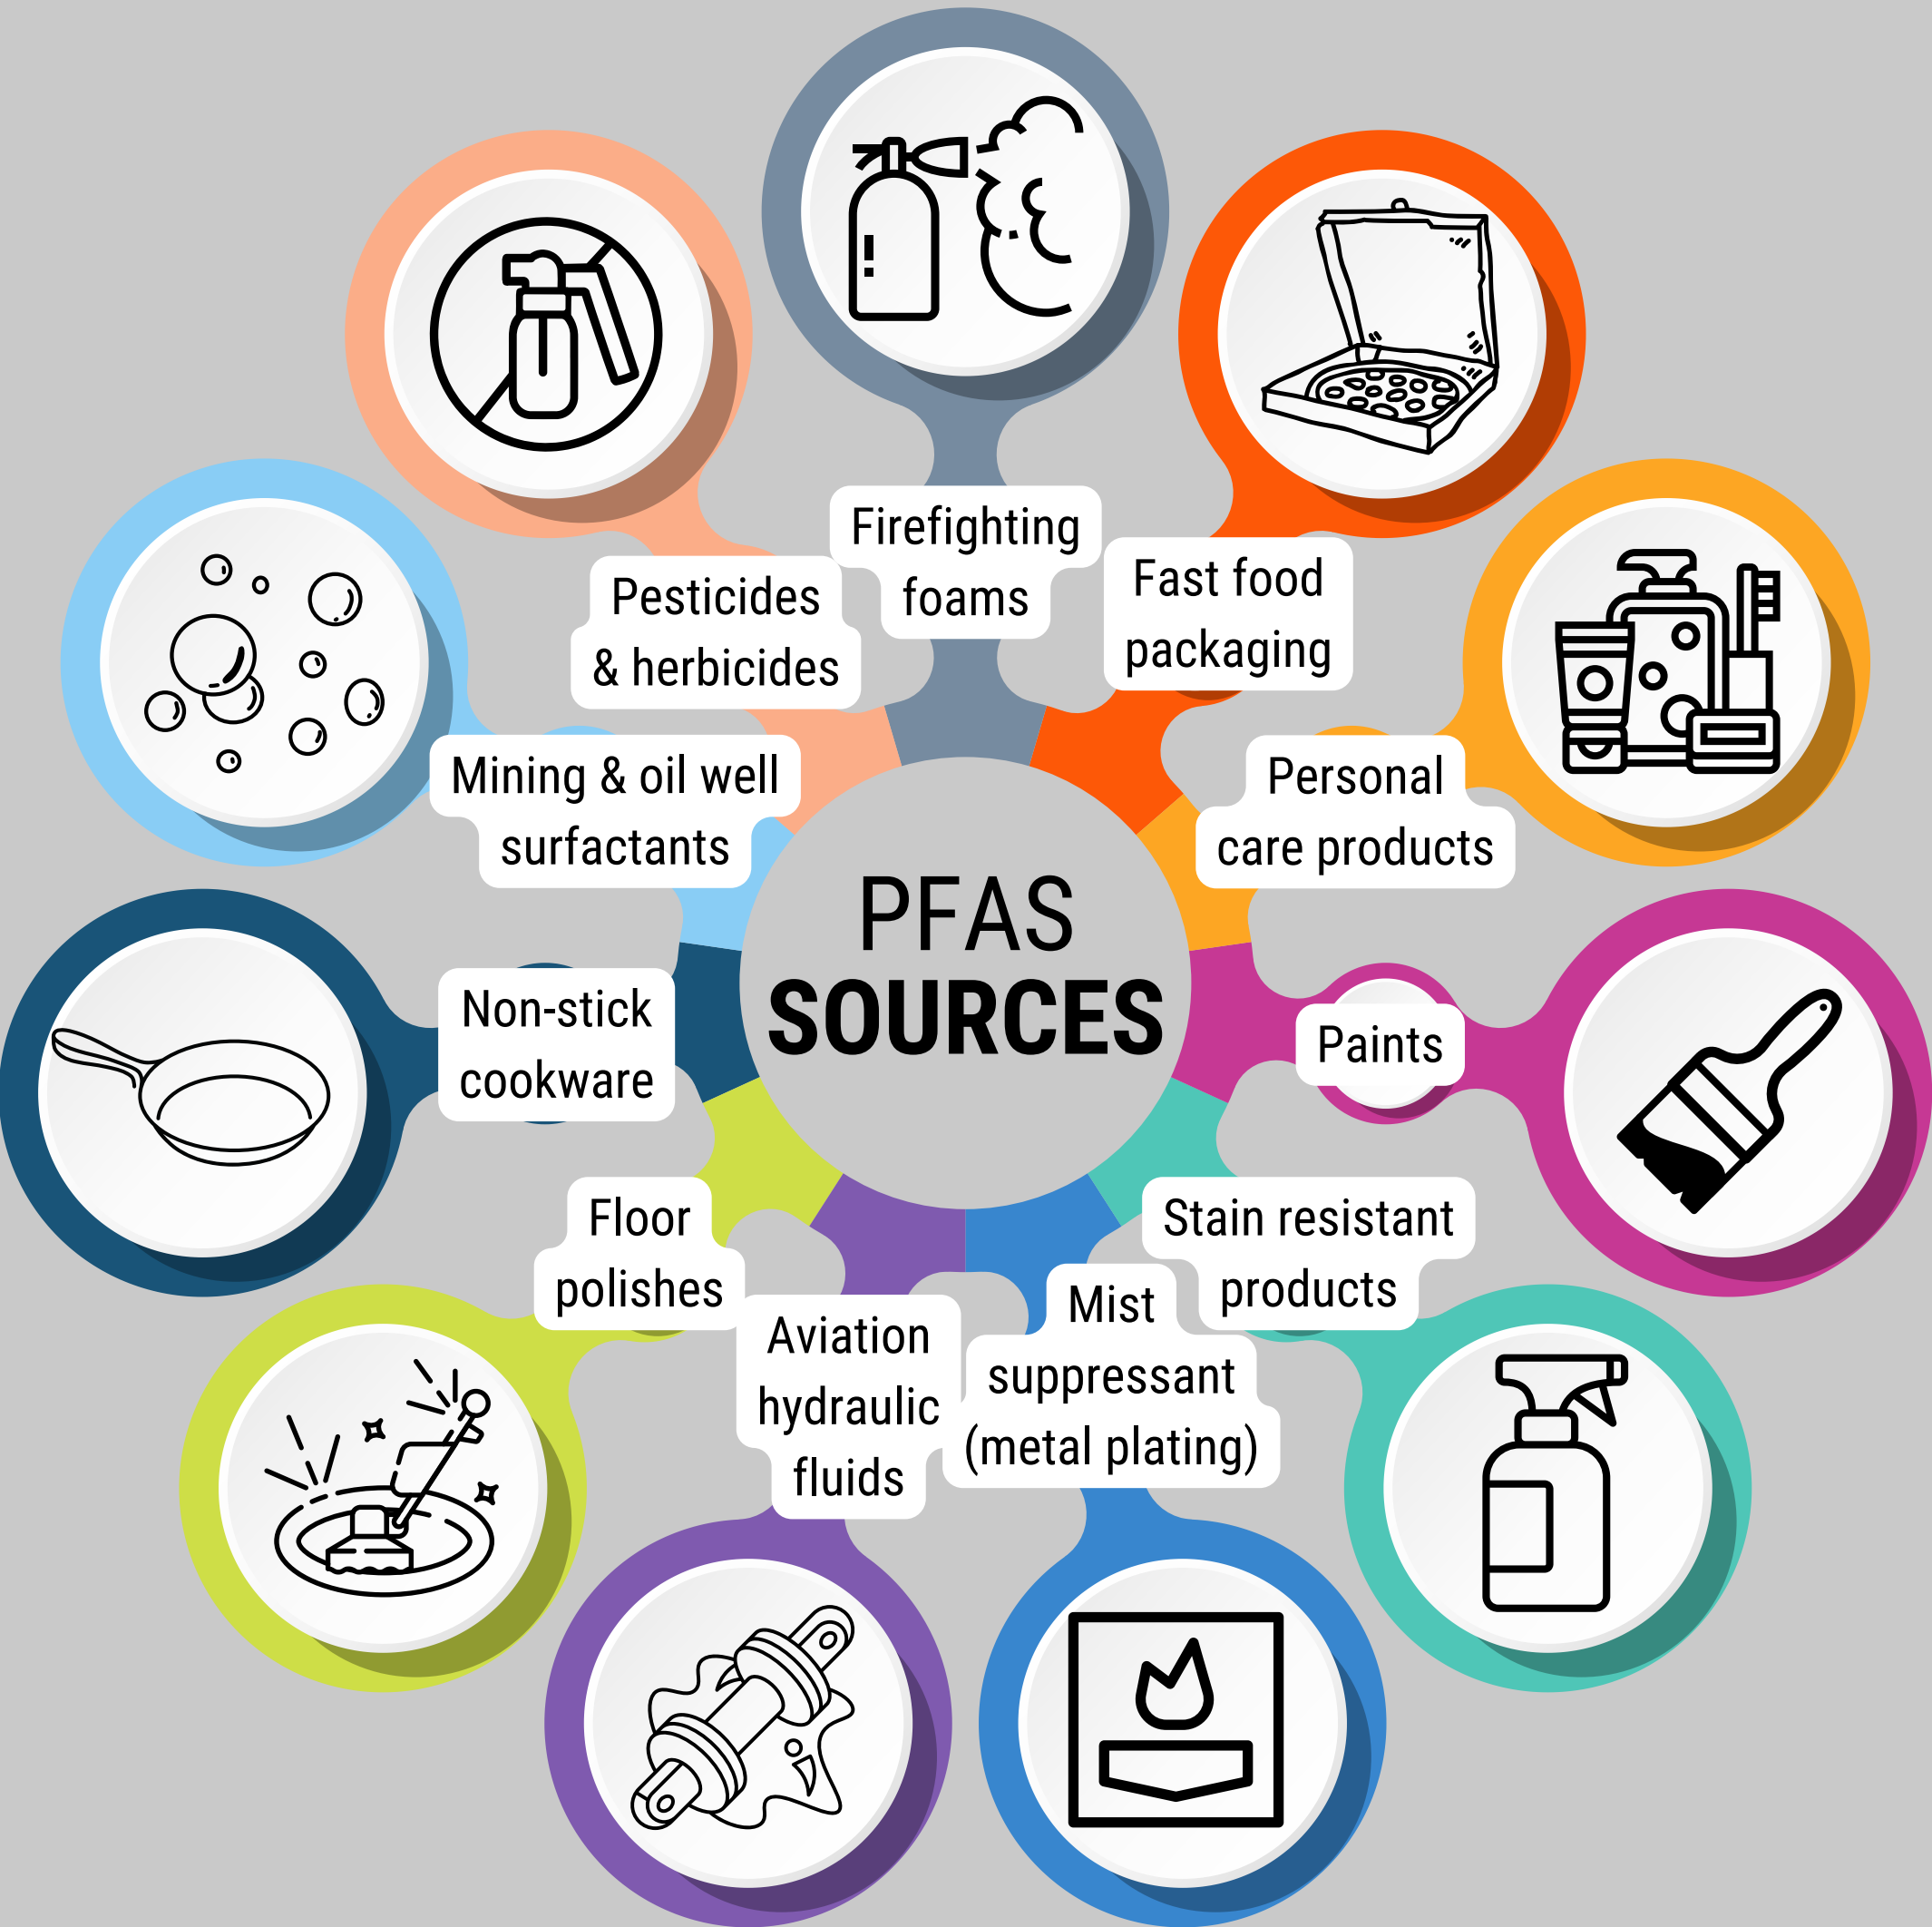 PFAS
SOURCES
Firefighting
foams
Fast food
packaging
Personal
care products
Paints
Stain resistant
products
Mist
suppressant
(metal plating)
Aviation
hydraulic
fluids
Floor
polishes
Non-stick
cookware
Mining & oil well
surfactants
Pesticides
& herbicides